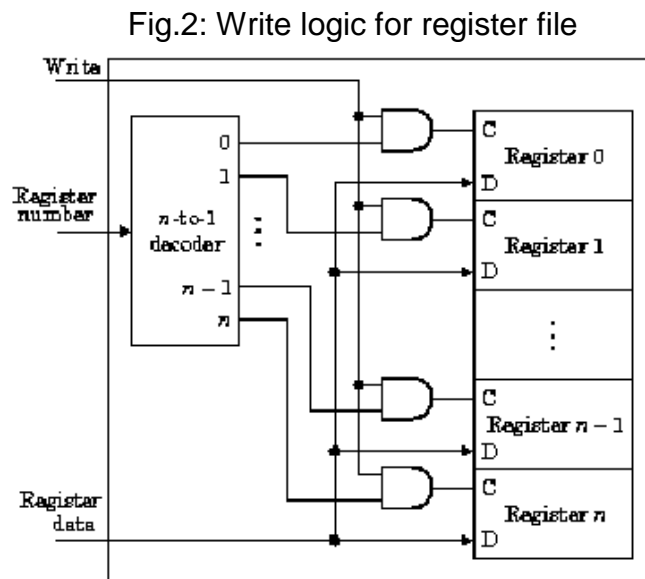 Fig.2: Write logic for register file
Write
0
C
Register 0
1
D
Register
number
n-to-1
decoder
⋮
C
Register 1
D
n − 1
n
⋮
C
Register n − 1
D
Register
data
C
Register n
D